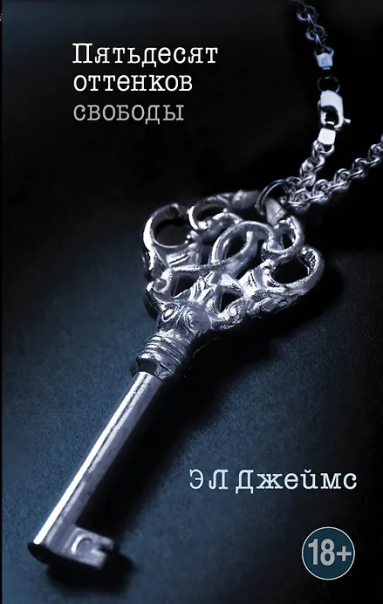 Пятьдесят
оттенков
свободы
ЭЛ Джеймс
18+